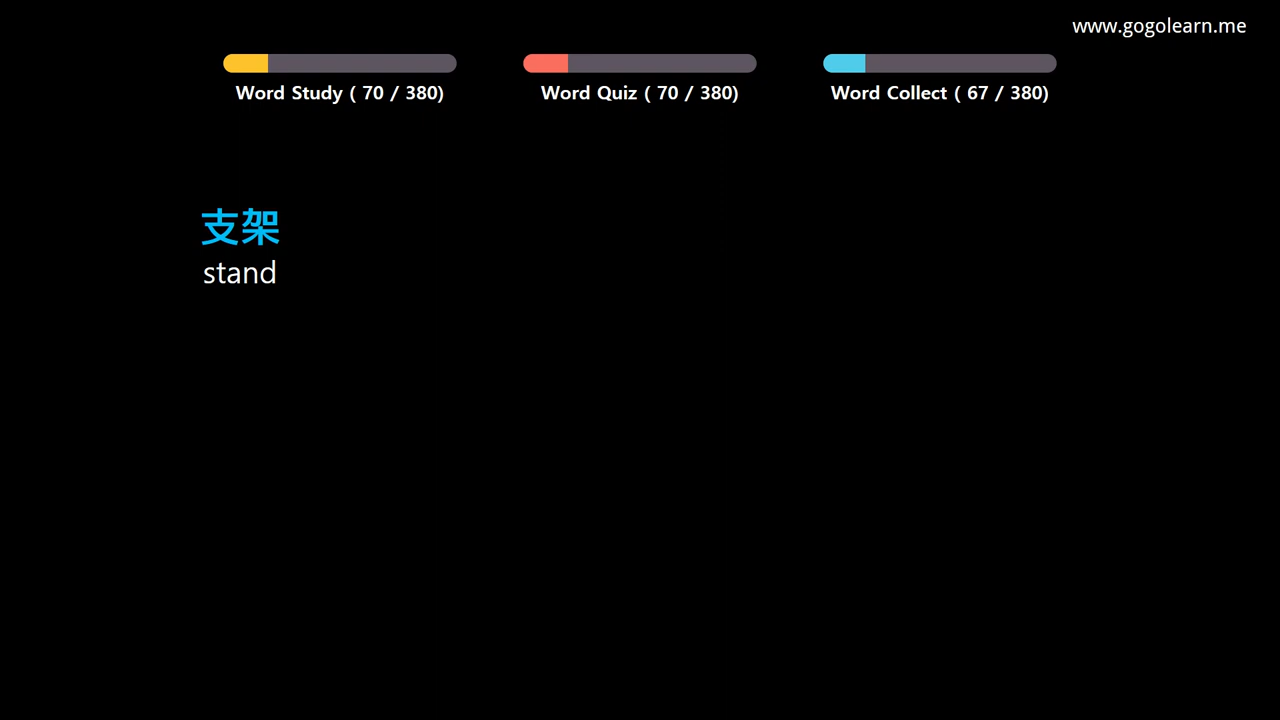 www.gogolearn.me
Word Study ( 70 / 380)
Word Quiz ( 70 / 380)
Word Collect ( 67 / 380)
支架
stand